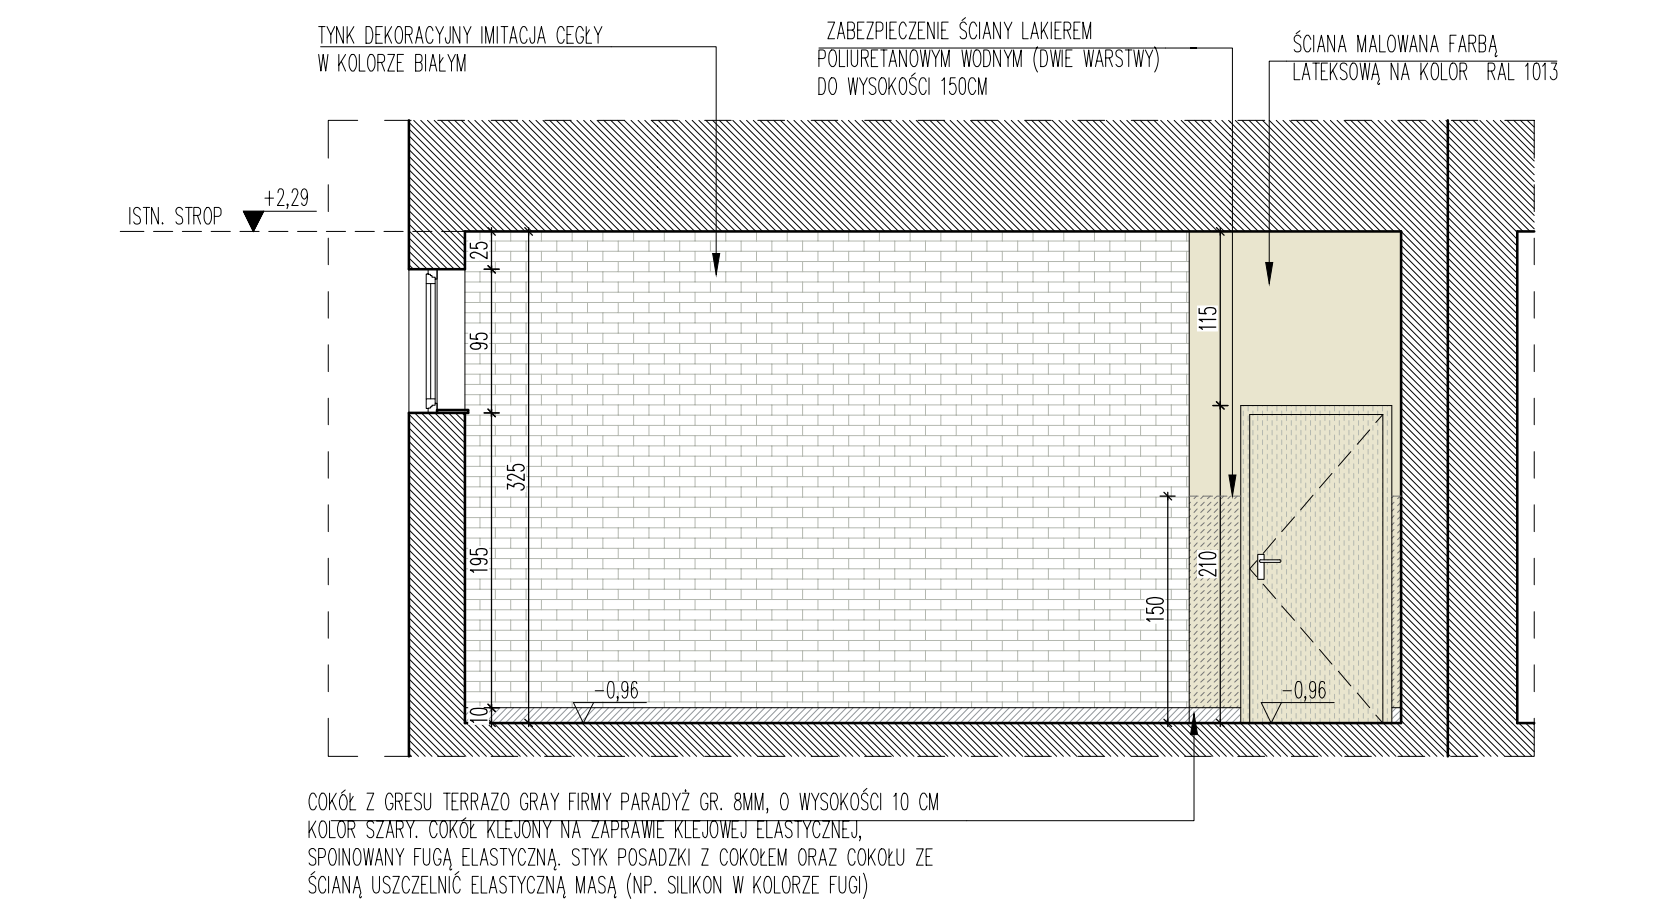 TYNK DEKORACYJNY IMITACJA CEGŁY
W KOLORZE BIAŁYM
ZABEZPIECZENIE ŚCIANY LAKIEREM
POLIURETANOWYM WODNYM (DWIE WARSTWY)
DO WYSOKOŚCI 150CM
ŚCIANA MALOWANA FARBĄ
LATEKSOWĄ NA KOLOR RAL 1013
ISTN. STROP
+2,29
25
95
325
195
10
115
210
150
-0,96
-0,96
COKÓŁ Z GRESU TERRAZO GRAY FIRMY PARADYŻ GR. 8MM, O WYSOKOŚCI 10 CM
KOLOR SZARY. COKÓŁ KLEJONY NA ZAPRAWIE KLEJOWEJ ELASTYCZNEJ,
SPOINOWANY FUGĄ ELASTYCZNĄ. STYK POSADZKI Z COKOŁEM ORAZ COKOŁU ZE
ŚCIANĄ USZCZELNIĆ ELASTYCZNĄ MASĄ (NP. SILIKON W KOLORZE FUGI)